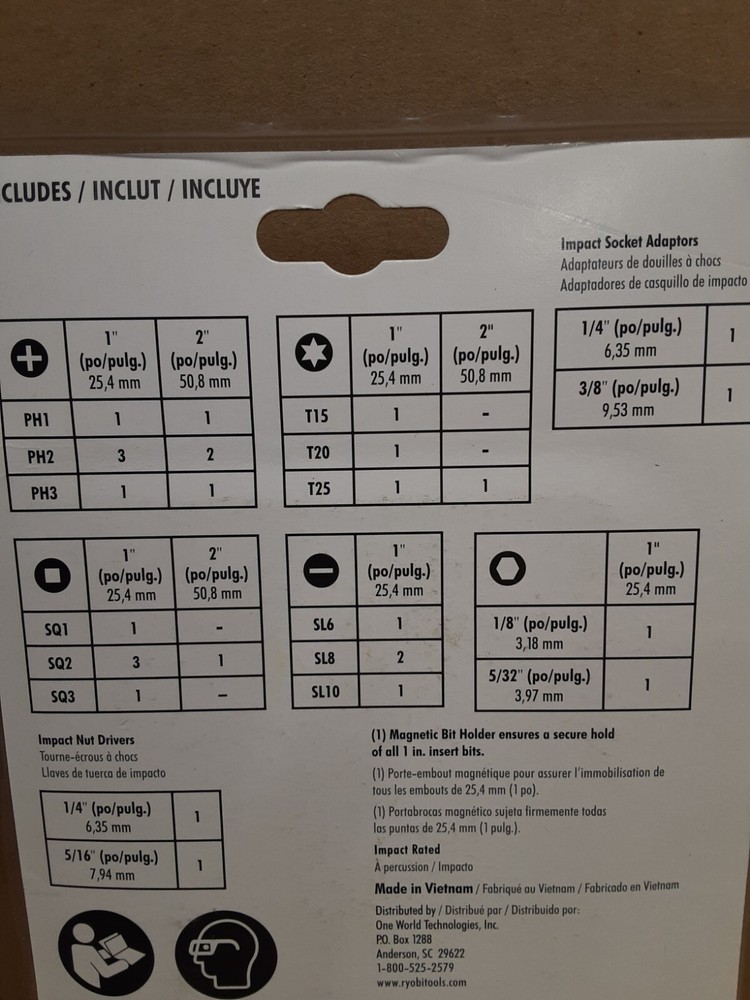 CLUDES / INCLUT / INCLUYE
Impact Socket Adaptors
Adaptateurs de douilles à chocs
Adaptadores de casquillo de impacto
1/4" (po/pulg.)
6,35 mm
1
3/8" (po/pulg.)
9,53 mm
1
1"
(po/pulg.)
25,4 mm
2"
(po/pulg.)
50,8 mm
PH1 1 1
PH2 3 2
PH3 1 1
1"
(po/pulg.)
25,4 mm
2"
(po/pulg.)
50,8 mm
T15 1 -
T20 1 -
T25 1 1
1"
(po/pulg.)
25,4 mm
2"
(po/pulg.)
50,8 mm
SQ1 1 -
SQ2 3 1
SQ3 1 –
1"
(po/pulg.)
25,4 mm
SL6 1
SL8 2
SL10 1
1"
(po/pulg.)
25,4 mm
1/8" (po/pulg.)
3,18 mm
1
5/32" (po/pulg.)
3,97 mm
1
Impact Nut Drivers
Tourne-écrous à chocs
Llaves de tuerca de impacto
1/4" (po/pulg.)
6,35 mm
1
5/16" (po/pulg.)
7,94 mm
1
(1) Magnetic Bit Holder ensures a secure hold
of all 1 in. insert bits.
(1) Porte-embout magnétique pour assurer l'immobilisation de
tous les embouts de 25,4 mm (1 po).
(1) Portabrocas magnético sujeta firmemente todas
las puntas de 25,4 mm (1 pulg.).
Impact Rated
À percussion / Impacto
Made in Vietnam / Fabriqué au Vietnam / Fabricado en Vietnam
Distributed by / Distribué par / Distribuido por:
One World Technologies, Inc.
P.O. Box 1288
Anderson, SC 29622
1-800-525-2579
www.ryobitools.com